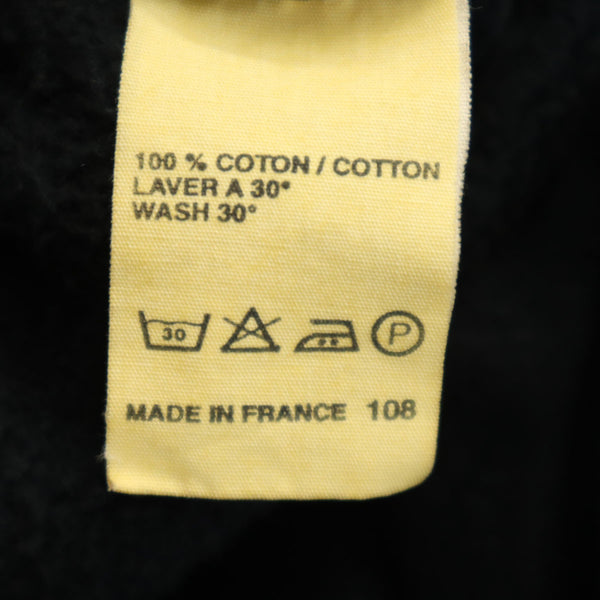 100 % COTON / COTTON
LAVER A 30°
WASH 30°
30 P
MADE IN FRANCE 108